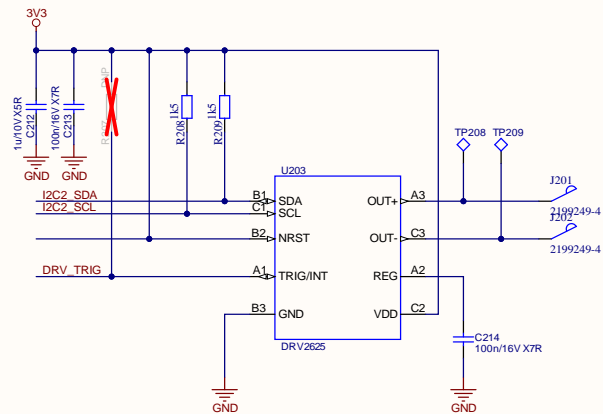 3V3
1u/10V X5R
C212
100n/16V X7R
C213
DNP
R208
1k5
R209
1k5
GND
GND
TP208
TP209
U203
I2C2_SDA
B1
SDA
OUT+
A3
J201
2199249-4
I2C2_SCL
C1
SCL
B2
NRST
OUT-
C3
J202
2199249-4
DRV_TRIG
A1
TRIG/INT
REG
A2
B3
GND
VDD
C2
DRV2625
C214
100n/16V X7R
GND
GND